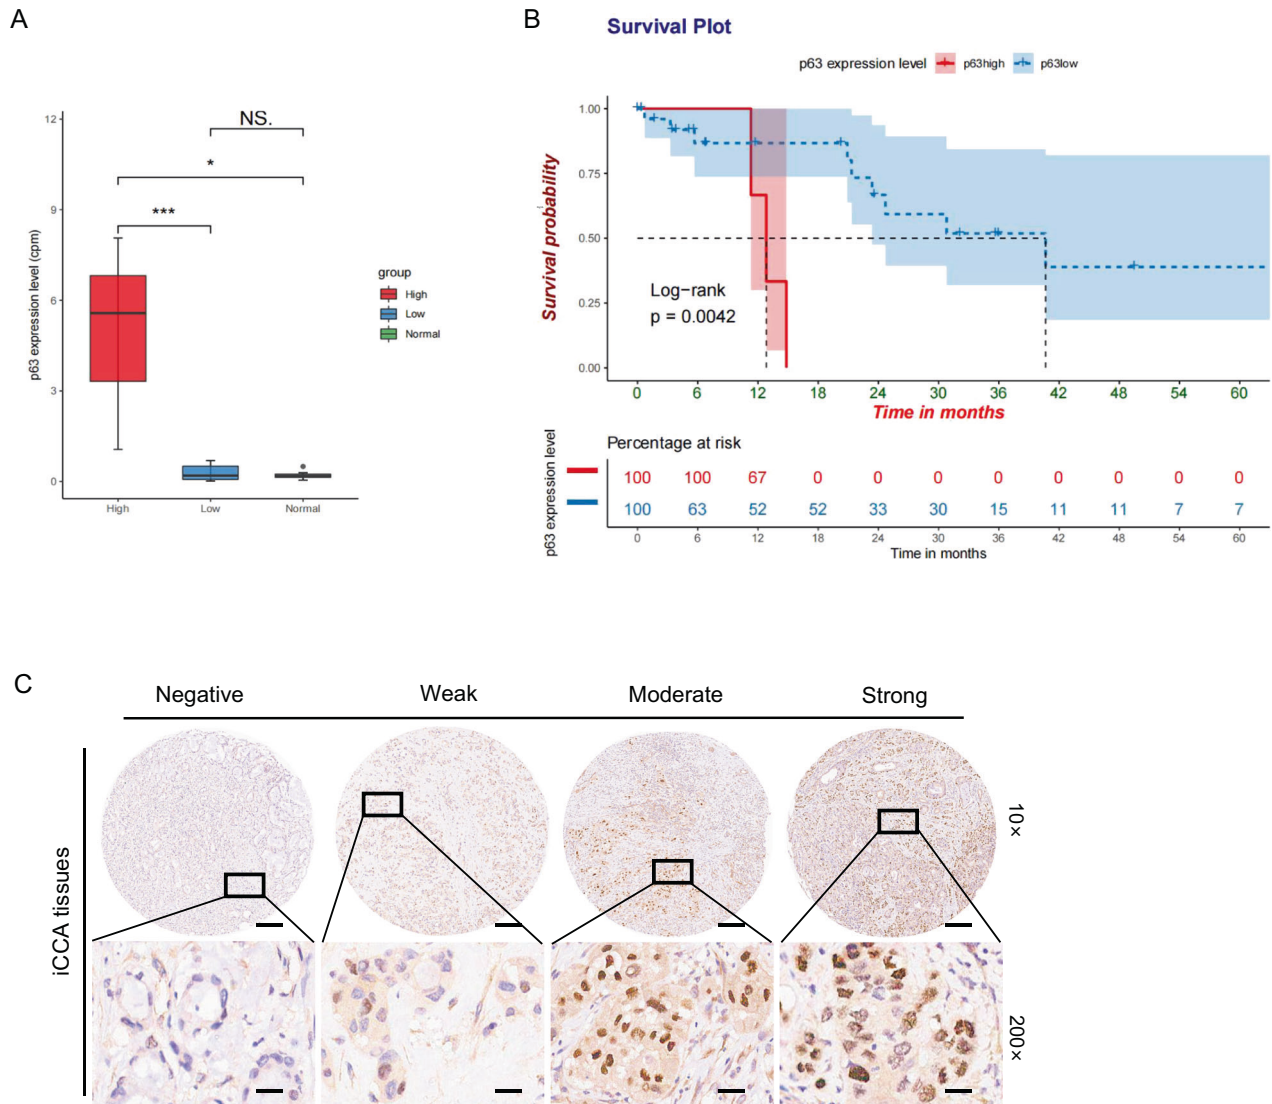 A
12
9
6
3
0
p63 expression level (cpm)
NS.
*
***
High
Low
Normal
group
High
Low
Normal
B
Survival Plot
p63 expression level p63high p63low
1.00
0.75
0.50
0.25
0.00
Survival probability
Log-rank
p = 0.0042
0 6 12 18 24 30 36 42 48 54 60
Time in months
Percentage at risk
p63 expression level
100 100 67 0 0 0 0 0 0 0 0
100 63 52 52 33 30 15 11 11 7 7
0 6 12 18 24 30 36 42 48 54 60
Time in months
C
Negative Weak Moderate Strong
iCCA tissues
10×
200×